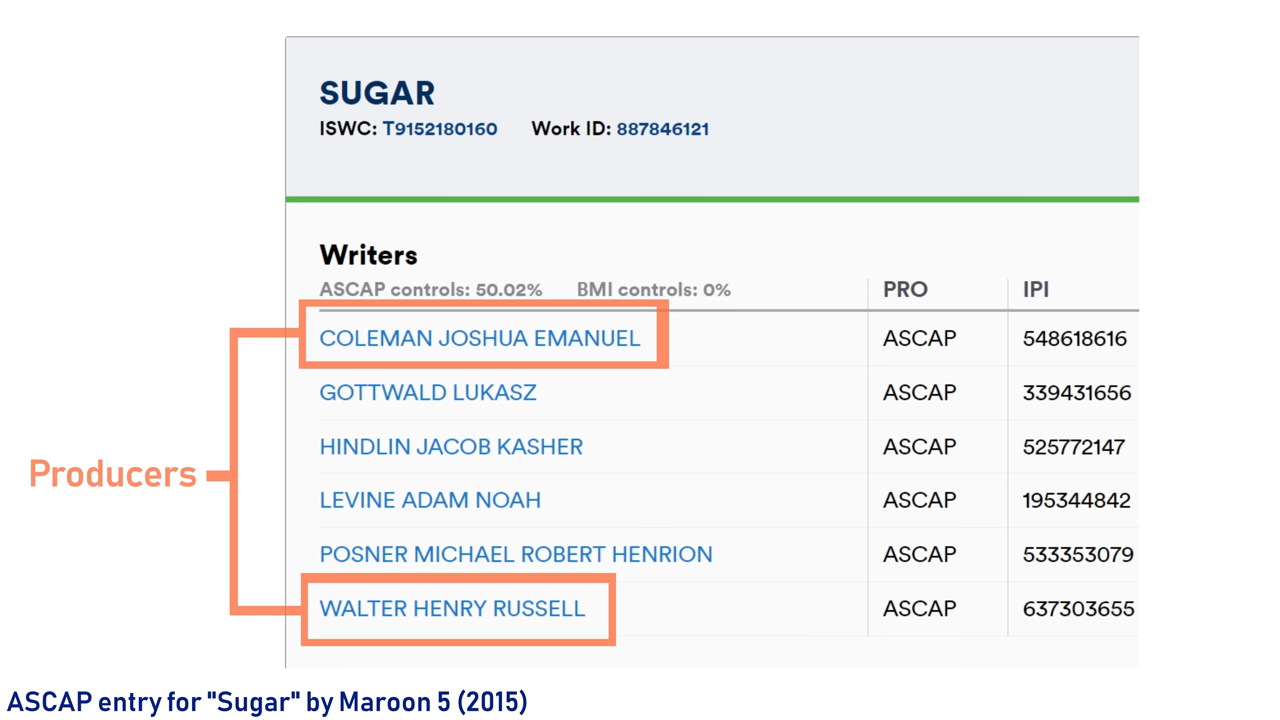 SUGAR
ISWC: T9152180160 Work ID: 887846121
Writers
ASCAP controls: 50.02% BMI controls: 0% PRO IPI
COLEMAN JOSHUA EMANUEL ASCAP 548618616
GOTTWALD LUKASZ ASCAP 339431656
HINDLIN JACOB KASHER ASCAP 525772147
Producers
LEVINE ADAM NOAH ASCAP 195344842
POSNER MICHAEL ROBERT HENRION ASCAP 533353079
WALTER HENRY RUSSELL ASCAP 637303655
ASCAP entry for "Sugar" by Maroon 5 (2015)